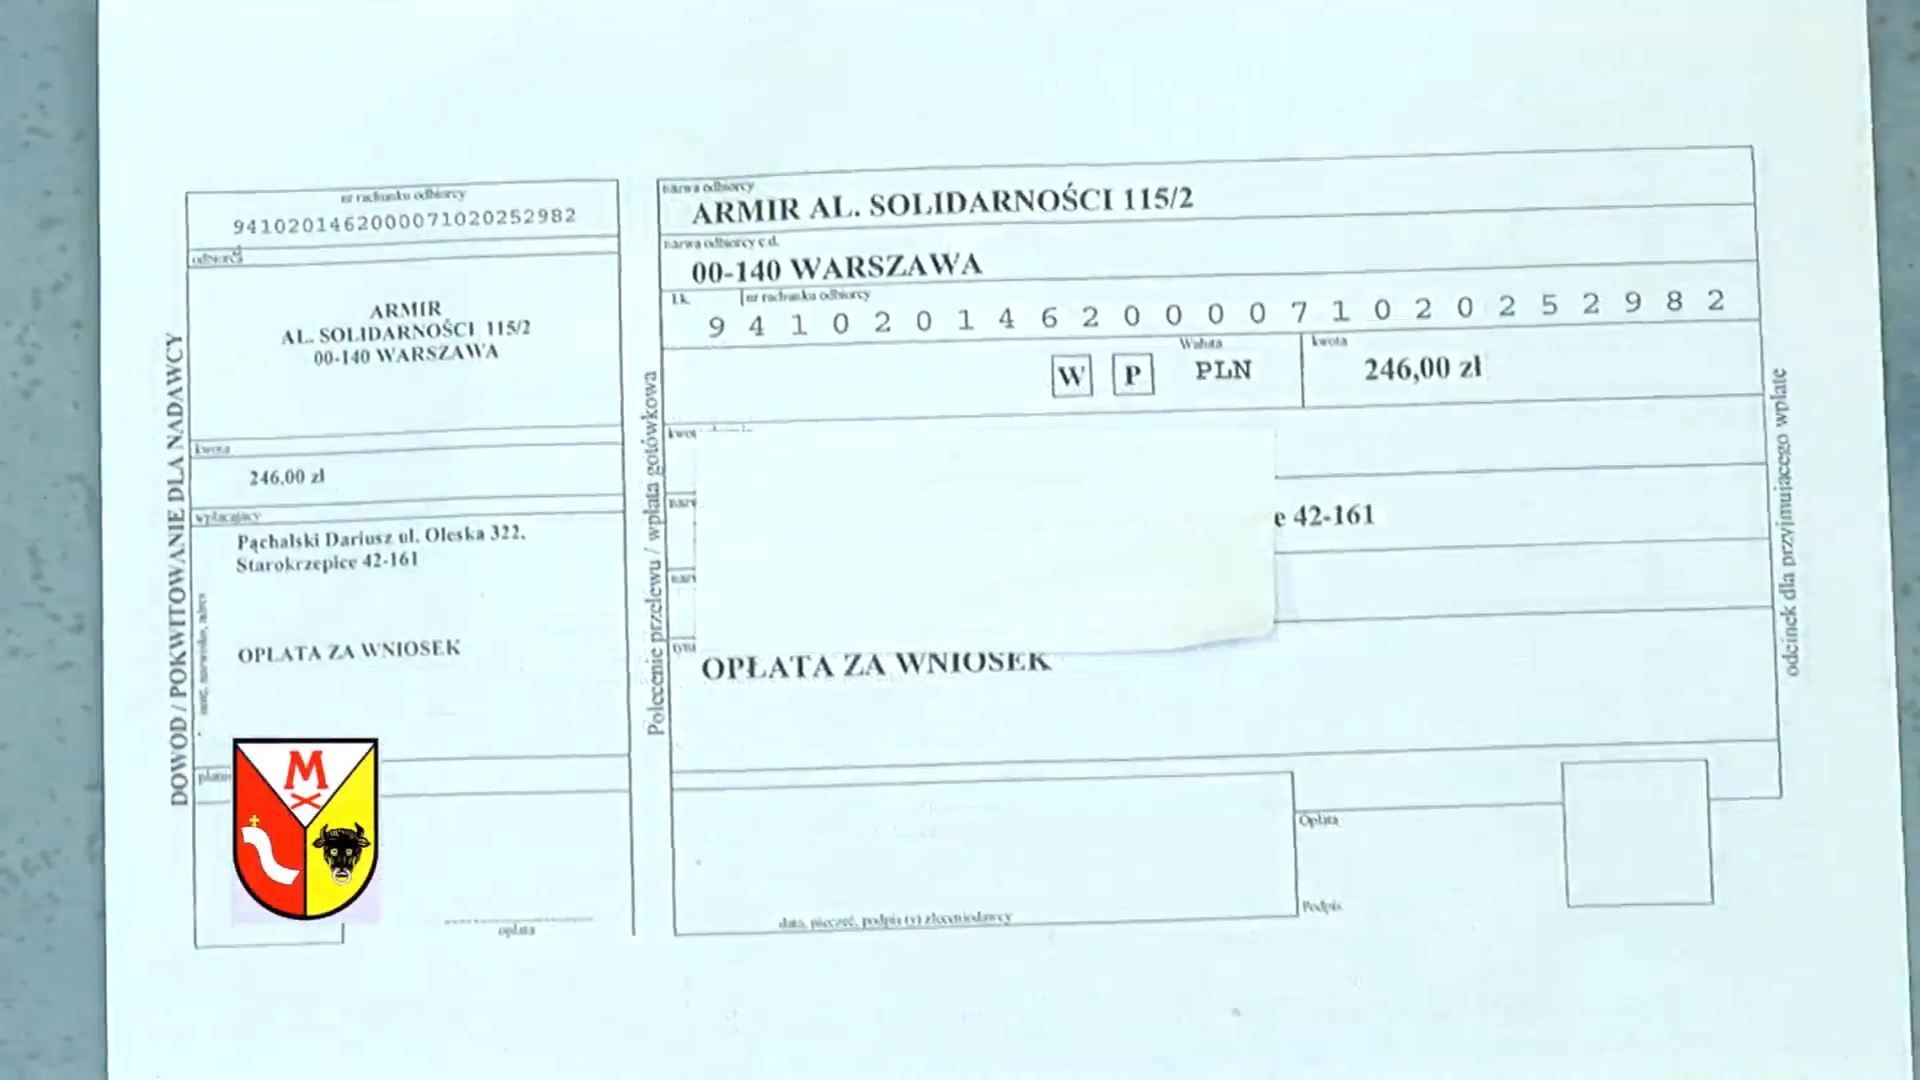 nr rachunku odbiorcy
9410201462000071020252982
odbiorca
ARMIR
AL. SOLIDARNOŚCI 115/2
00-140 WARSZAWA
kwota
246,00 zł
wpłacający
Pąchalski Dariusz ul. Oleska 322,
Starokrzepice 42-161
OPŁATA ZA WNIOSEK
opłata
DOWÓD / POKWITOWANIE DLA NADAWCY
imię, nazwisko, adres
nazwa odbiorcy
ARMIR AL. SOLIDARNOŚCI 115/2
nazwa odbiorcy c.d.
00-140 WARSZAWA
l.k. nr rachunku odbiorcy
9 4 1 0 2 0 1 4 6 2 0 0 0 0 7 1 0 2 0 2 5 2 9 8 2
W P
Waluta
PLN
kwota
246,00 zł
e 42-161
OPŁATA ZA WNIOSEK
data, pieczęć, podpis (y) zleceniodawcy
Opłata
Podpis
Polecenie przelewu / wpłata gotówkowa
odcinek dla przyjmującego wpłatę
M